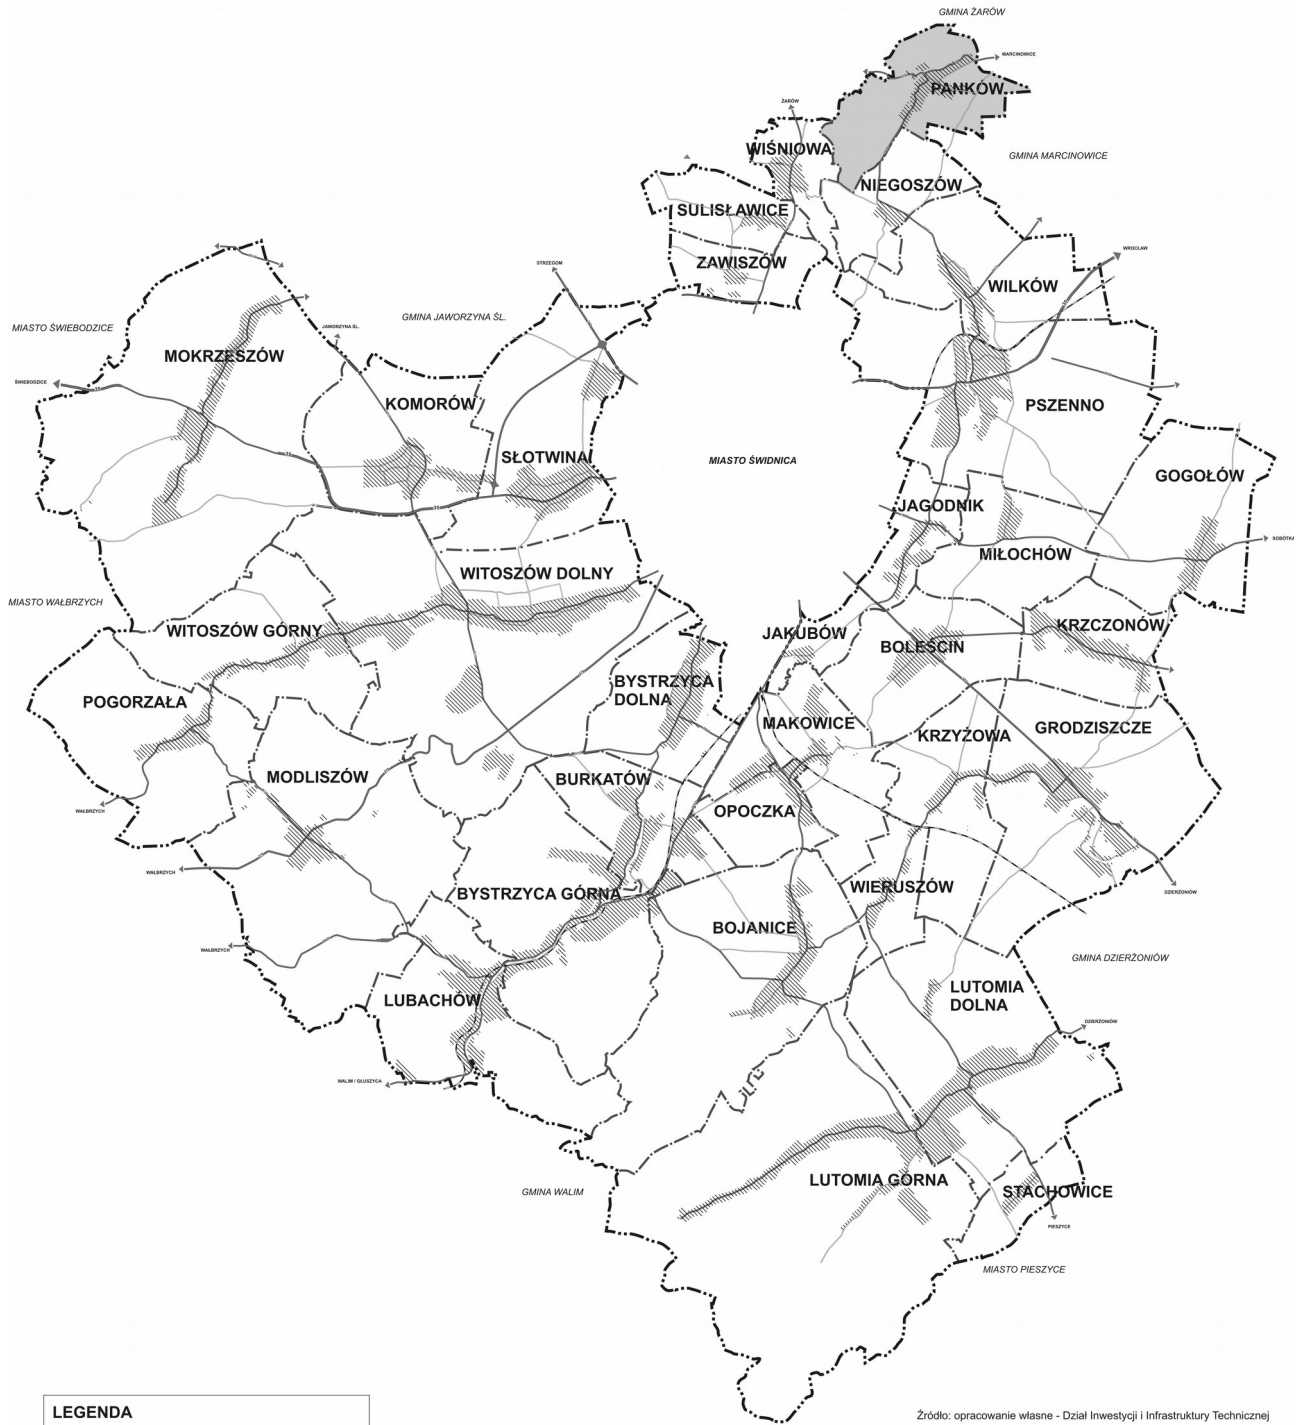 GMINA ŻARÓW
MARCINOWICE
PANKÓW
ŻARÓW
WIŚNIOWA
GMINA MARCINOWICE
NIEGOSZÓW
SULISŁAWICE
ZAWISZÓW
WROCŁAW
STRZEGOM
WILKÓW
GMINA JAWORZYNA ŚL.
MIASTO ŚWIEBODZICE
JAWORZYNA ŚL.
MOKRZESZÓW
ŚWIEBODZICE
KOMORÓW
PSZENNO
SŁOTWINA
MIASTO ŚWIDNICA
GOGOŁÓW
JAGODNIK
SOBÓTKA
MIŁOCHÓW
WITOSZÓW DOLNY
MIASTO WAŁBRZYCH
WITOSZÓW GÓRNY
JAKUBÓW
KRZCZONÓW
BOLEŚCIN
BYSTRZYCA
DOLNA
POGORZAŁA
MAKOWICE
KRZYŻOWA
GRODZISZCZE
MODLISZÓW
BURKATÓW
WAŁBRZYCH
OPOCZKA
WAŁBRZYCH
BYSTRZYCA GÓRNA
WIERUSZÓW
DZIERŻONIÓW
BOJANICE
WAŁBRZYCH
GMINA DZIERŻONIÓW
LUTOMIA
DOLNA
LUBACHÓW
DZIERŻONIÓW
WALIM / GŁUSZYCA
LUTOMIA GÓRNA
STACHOWICE
GMINA WALIM
PIESZYCE
MIASTO PIESZYCE
LEGENDA
Źródło: opracowanie własne - Dział Inwestycji i Infrastruktury Technicznej